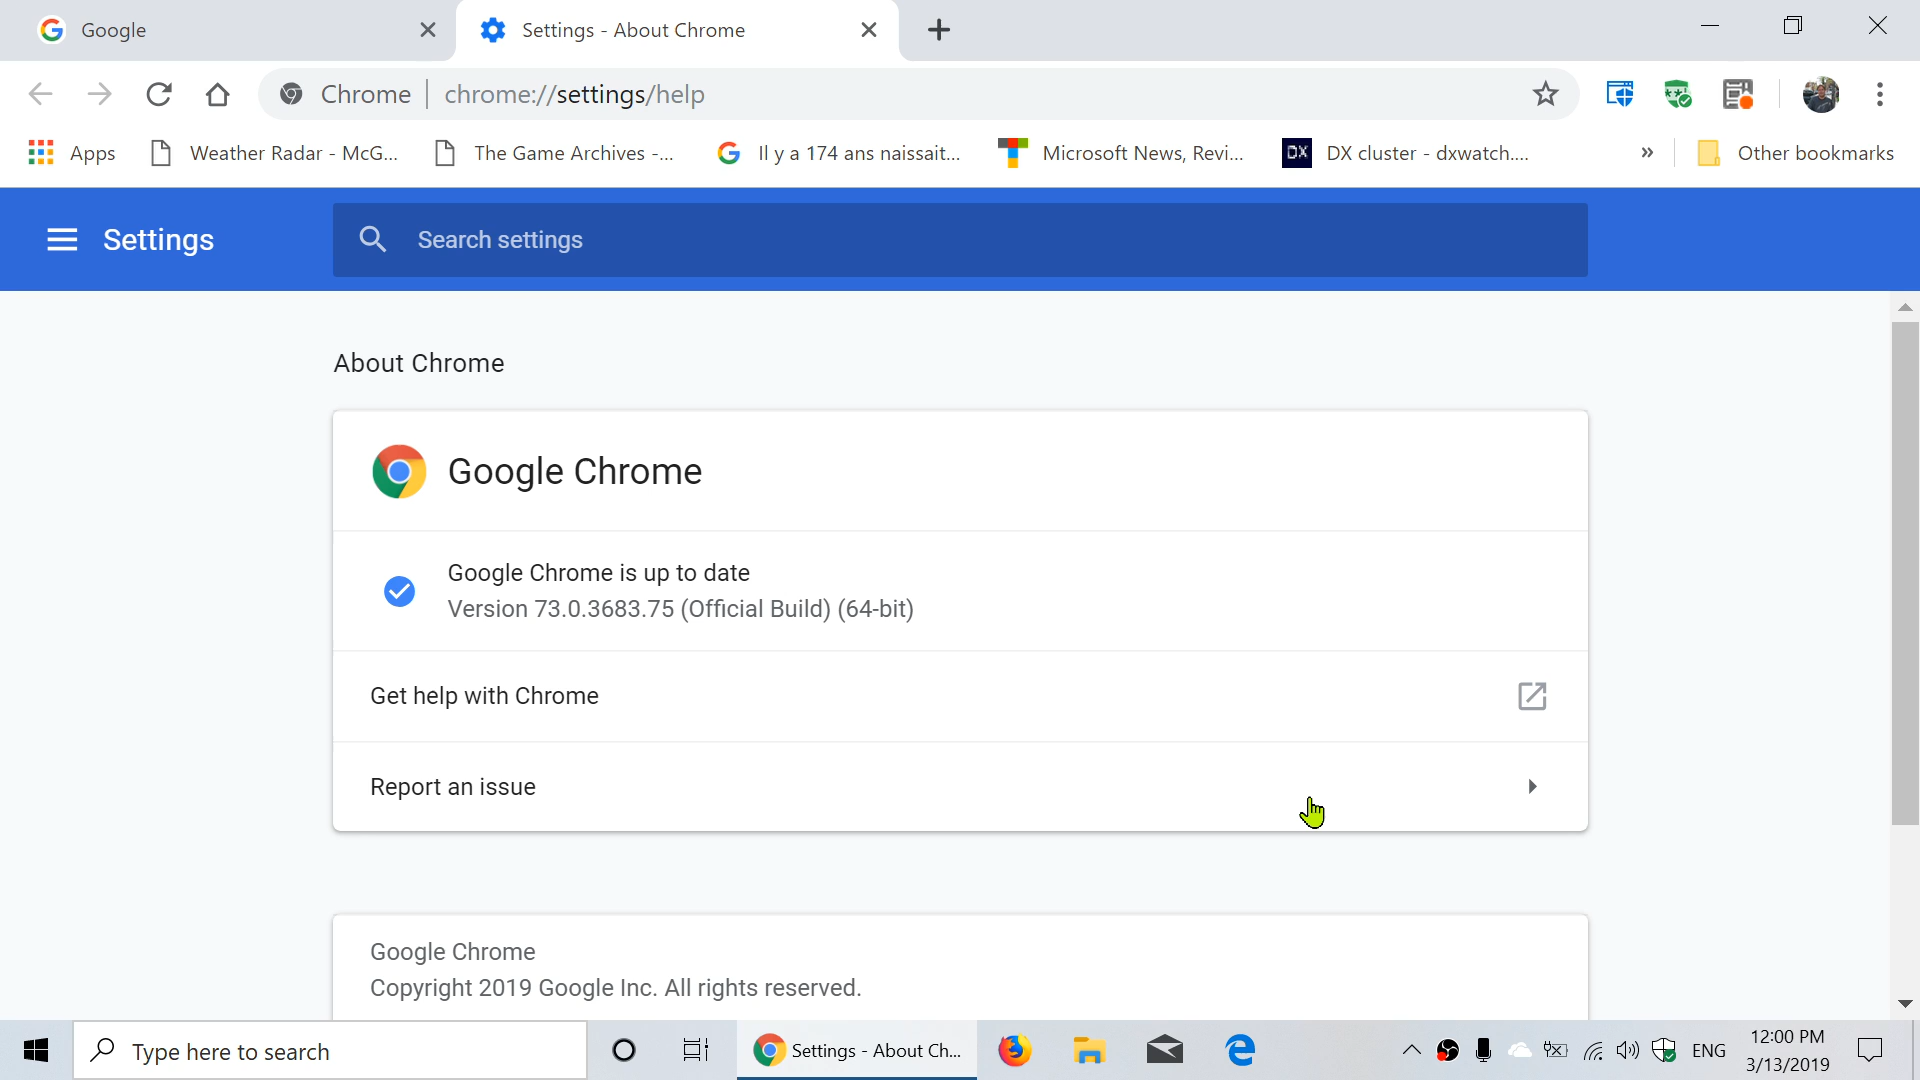 Google
Settings - About Chrome
Chrome
chrome://settings/help
Apps
Weather Radar - McG...
The Game Archives -...
Il y a 174 ans naissait...
Microsoft News, Revi...
DX
DX cluster - dxwatch....
»
Other bookmarks
Settings
Search settings
About Chrome
Google Chrome
Google Chrome is up to date
Version 73.0.3683.75 (Official Build) (64-bit)
Get help with Chrome
Report an issue
Google Chrome
Copyright 2019 Google Inc. All rights reserved.
Type here to search
Settings - About Ch...
ENG
12:00 PM
3/13/2019